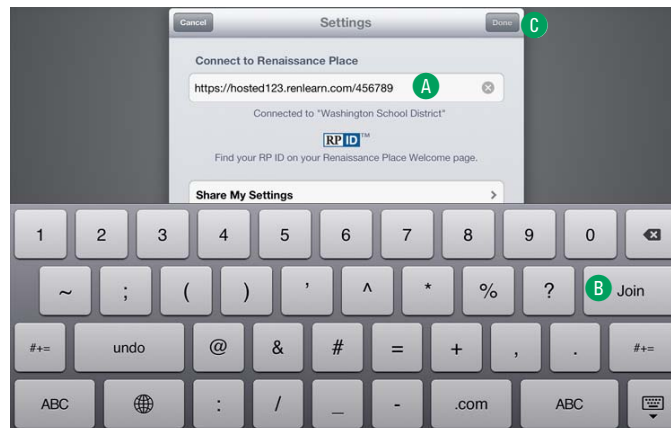 Cancel Settings Done C
Connect to Renaissance Place
https://hosted123.renlearn.com/456789 A
Connected to "Washington School District"
RP ID™
Find your RP ID on your Renaissance Place Welcome page.
Share My Settings >
1 2 3 4 5 6 7 8 9 0
~ ; ( ) ' ^ * % ? B Join
#+= undo @ & # = + , . #+=
ABC : / _ - .com ABC